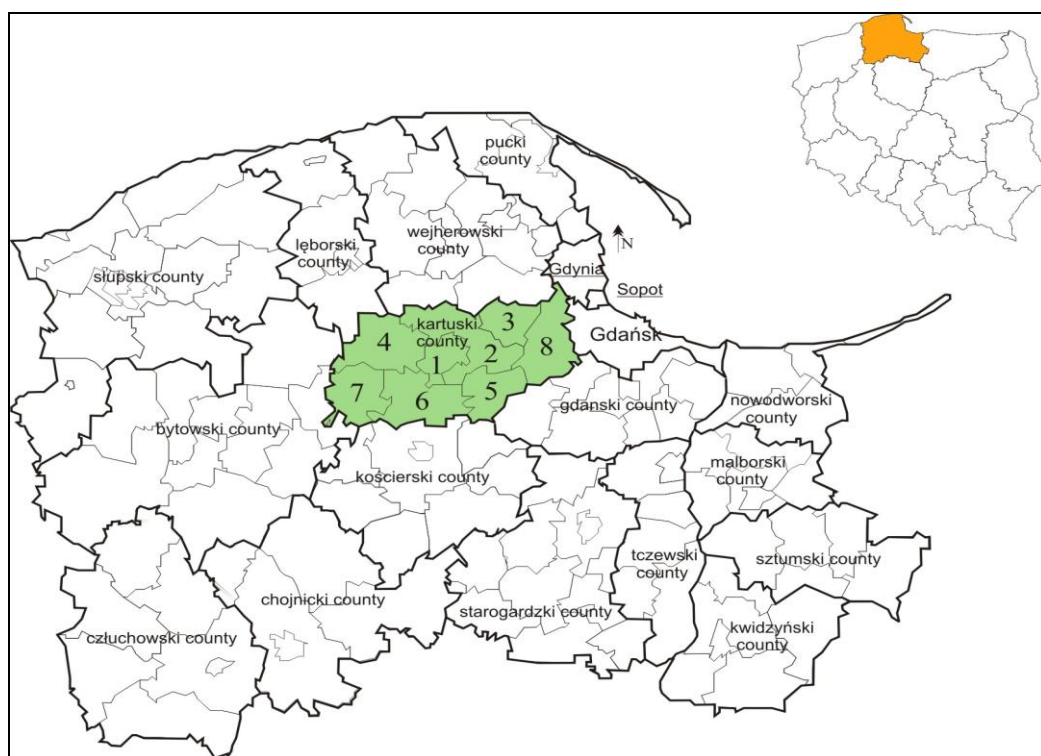 pucki
county
wejherowski
county
lęborski
county
słupski county
N
Gdynia
Sopot
kartuski
county
3
4
Gdańsk
2
8
1
7
6
5
gdański county
nowodworski
county
bytowski county
malborski
county
kościerski county
tczewski
county
sztumski county
chojnicki county
starogardzki county
człuchowski county
kwidzyński
county